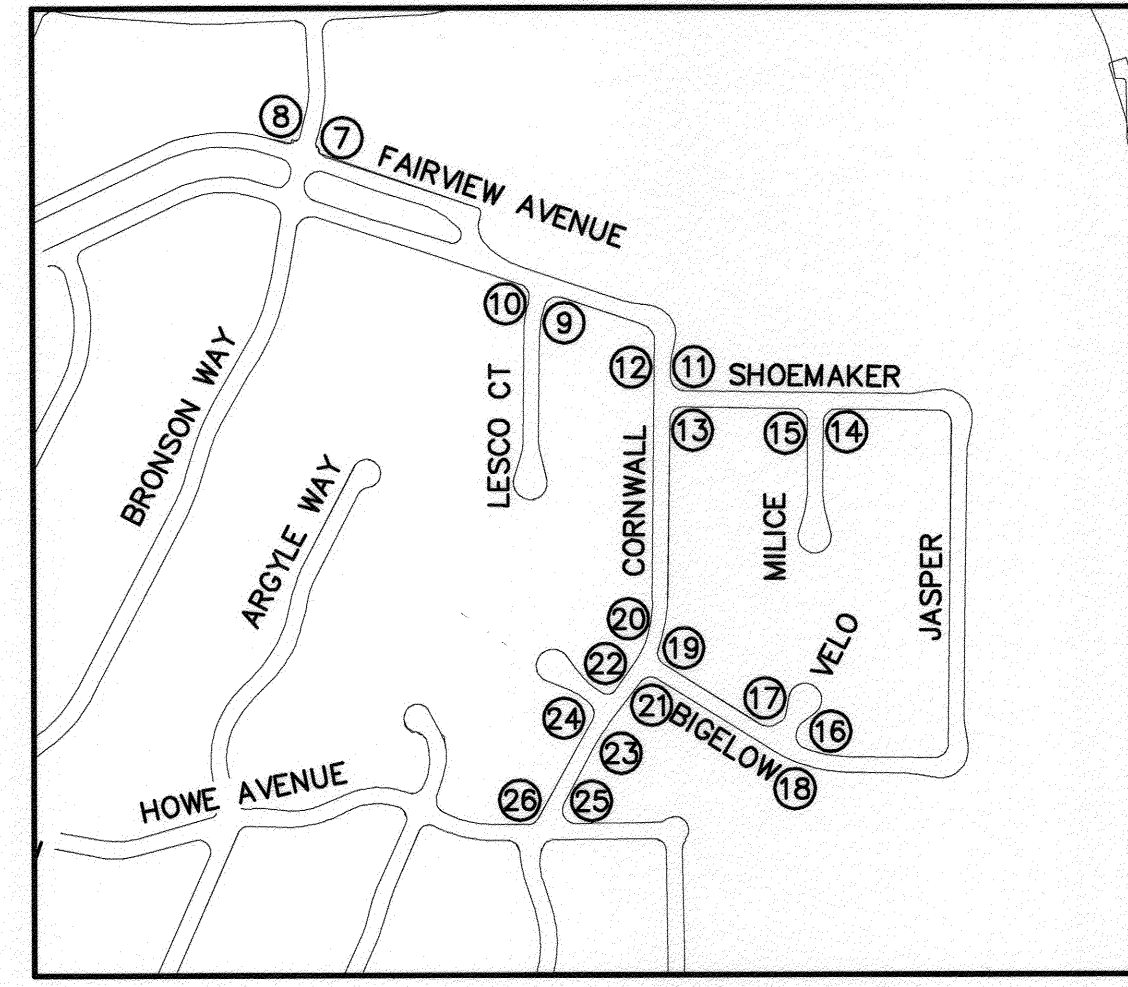 8
7
FAIRVIEW AVENUE
10
9
12
11
SHOEMAKER
BRONSON WAY
LESCO CT
13
15
14
ARGYLE WAY
CORNWALL
MILICE
JASPER
20
19
VELO
22
17
24
21
BIGELOW
16
23
18
HOWE AVENUE
26
25